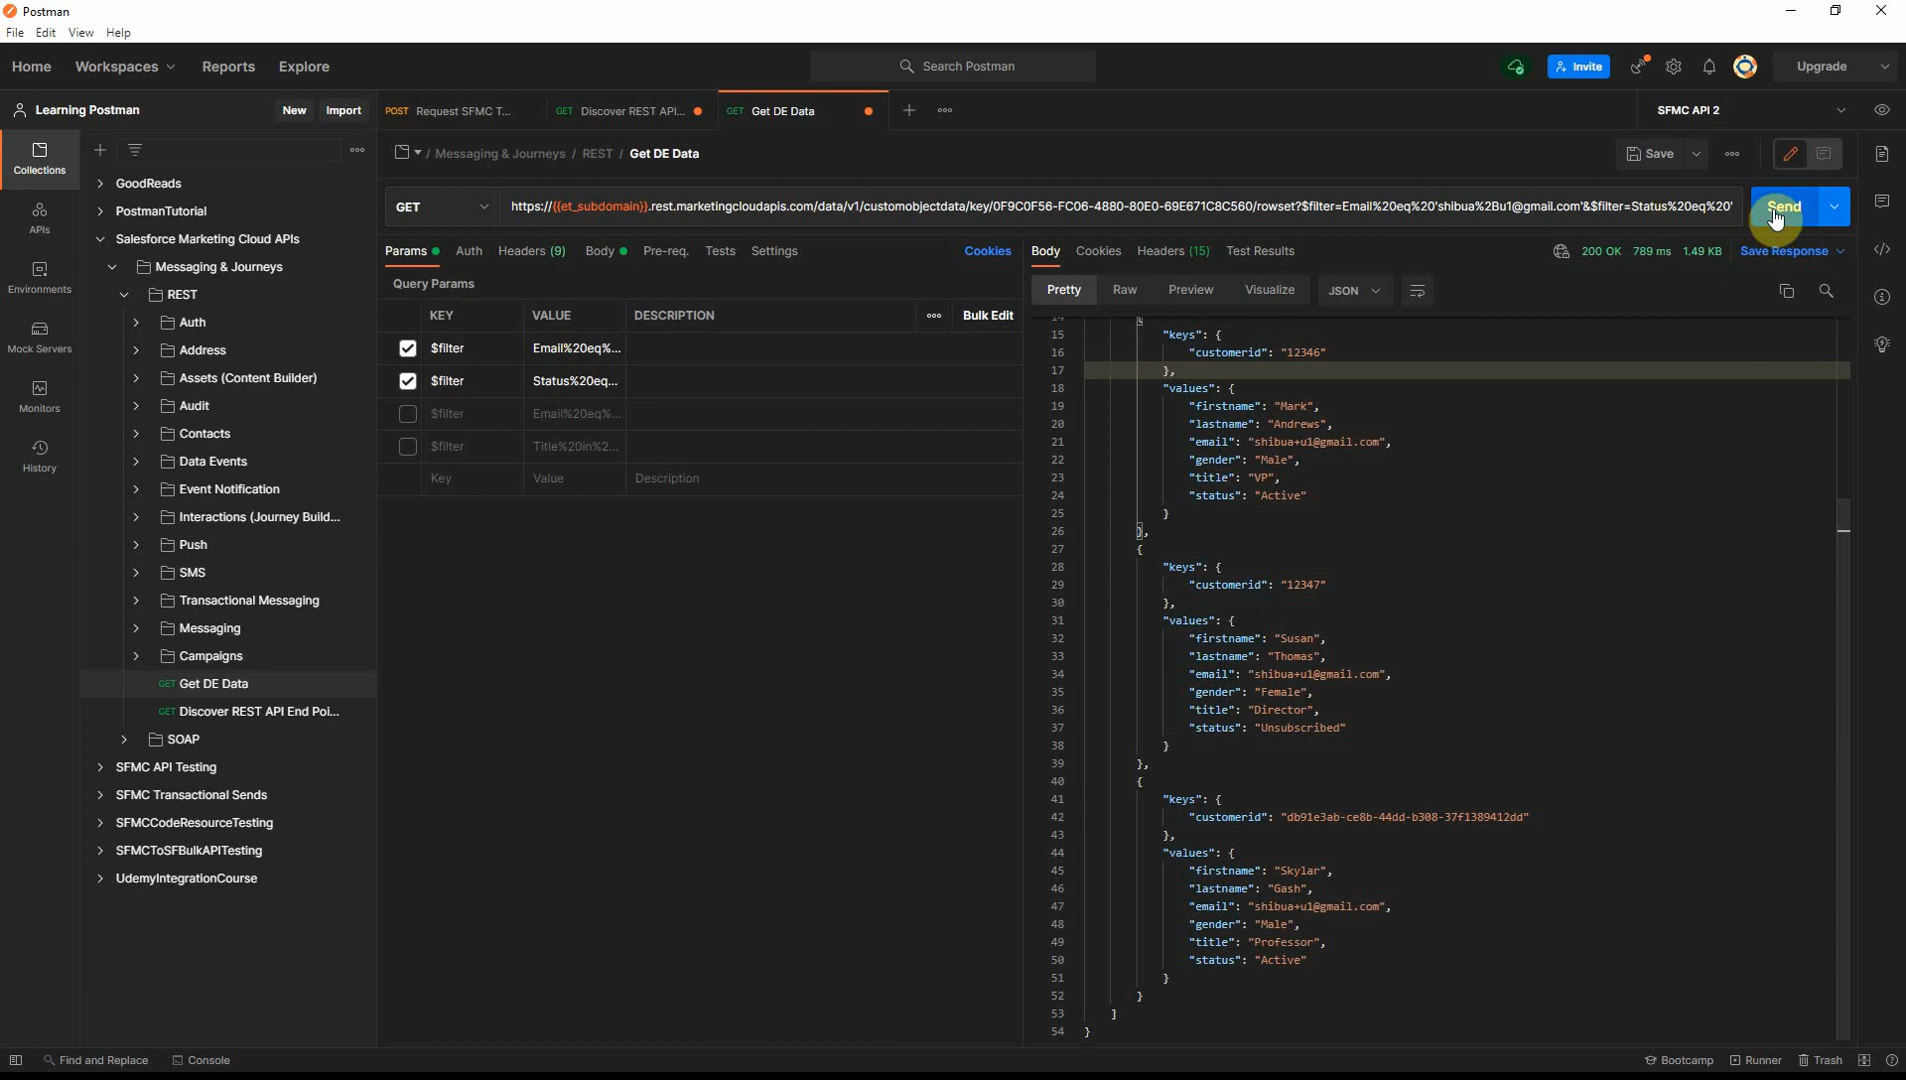 Postman
File Edit View Help
Home Workspaces Reports Explore Search Postman Invite Upgrade
Learning Postman New Import POST Request SFMC T... GET Discover REST API... GET Get DE Data SFMC API 2
Collections
APIs
Environments
Mock Servers
Monitors
History
GoodReads
PostmanTutorial
Salesforce Marketing Cloud APIs
Messaging & Journeys
REST
Auth
Address
Assets (Content Builder)
Audit
Contacts
Data Events
Event Notification
Interactions (Journey Build...
Push
SMS
Transactional Messaging
Messaging
Campaigns
GET Get DE Data
GET Discover REST API End Poi...
SOAP
SFMC API Testing
SFMC Transactional Sends
SFMCCodeResourceTesting
SFMCToSFBulkAPITesting
UdemyIntegrationCourse
/ Messaging & Journeys / REST / Get DE Data Save
GET https://{{et_subdomain}}.rest.marketingcloudapis.com/data/v1/customobjectdata/key/0F9C0F56-FC06-4880-80E0-69E671C8C560/rowset?$filter=Email%20eq%20'shibua%2Bu1@gmail.com'&$filter=Status%20eq%20' Send
Params Auth Headers (9) Body Pre-req. Tests Settings Cookies
Query Params
KEY VALUE DESCRIPTION Bulk Edit
$filter Email%20eq%...
$filter Status%20eq...
$filter Email%20eq%...
$filter Title%20in%2...
Key Value Description
Body Cookies Headers (15) Test Results 200 OK 789 ms 1.49 KB Save Response
Pretty Raw Preview Visualize JSON
14 {
15 "keys": {
16 "customerid": "12346"
17 },
18 "values": {
19 "firstname": "Mark",
20 "lastname": "Andrews",
21 "email": "shibua+u1@gmail.com",
22 "gender": "Male",
23 "title": "VP",
24 "status": "Active"
25 }
26 },
27 {
28 "keys": {
29 "customerid": "12347"
30 },
31 "values": {
32 "firstname": "Susan",
33 "lastname": "Thomas",
34 "email": "shibua+u1@gmail.com",
35 "gender": "Female",
36 "title": "Director",
37 "status": "Unsubscribed"
38 }
39 },
40 {
41 "keys": {
42 "customerid": "db91e3ab-ce8b-44dd-b308-37f1389412dd"
43 },
44 "values": {
45 "firstname": "Skylar",
46 "lastname": "Gash",
47 "email": "shibua+u1@gmail.com",
48 "gender": "Male",
49 "title": "Professor",
50 "status": "Active"
51 }
52 }
53 ]
54 }
Find and Replace Console Bootcamp Runner Trash